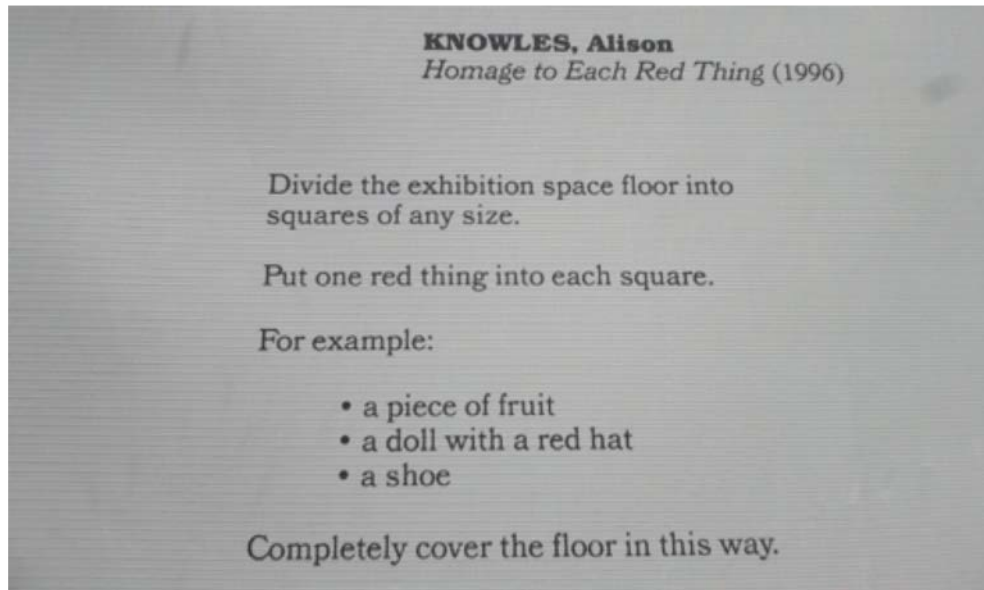 KNOWLES, Alison
Homage to Each Red Thing (1996)
Divide the exhibition space floor into
squares of any size.
Put one red thing into each square.
For example:
• a piece of fruit
• a doll with a red hat
• a shoe
Completely cover the floor in this way.